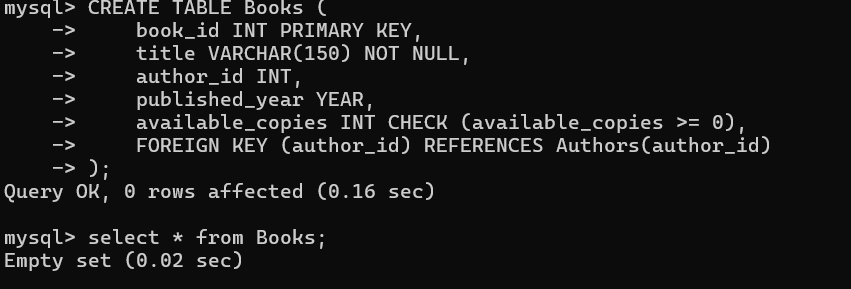 mysql> CREATE TABLE Books (
    ->     book_id INT PRIMARY KEY,
    ->     title VARCHAR(150) NOT NULL,
    ->     author_id INT,
    ->     published_year YEAR,
    ->     available_copies INT CHECK (available_copies >= 0),
    ->     FOREIGN KEY (author_id) REFERENCES Authors(author_id)
    -> );
Query OK, 0 rows affected (0.16 sec)

mysql> select * from Books;
Empty set (0.02 sec)